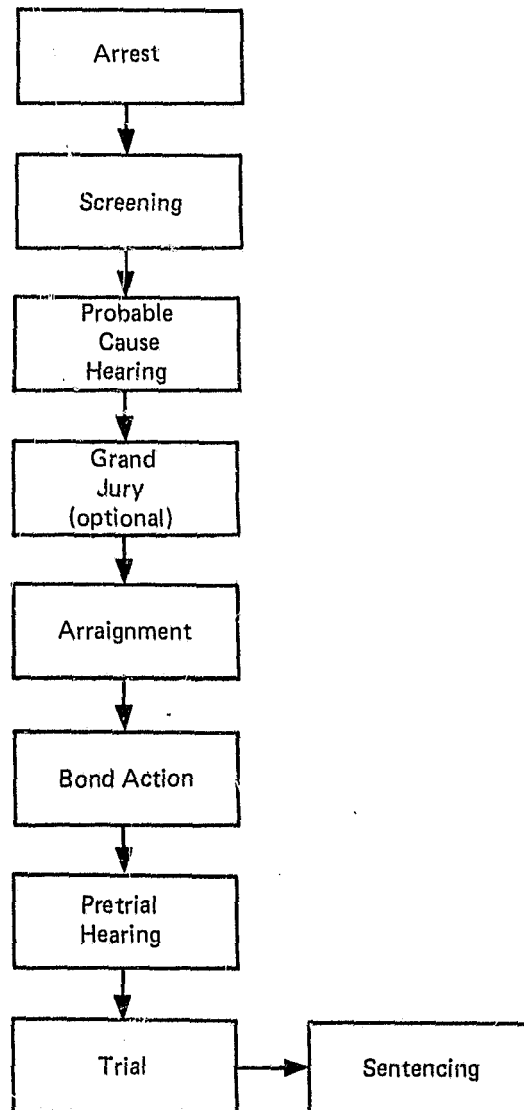 Arrest
Screening
Probable
Cause
Hearing
Grand
Jury
(optional)
Arraignment
Bond Action
Pretrial
Hearing
Trial
Sentencing